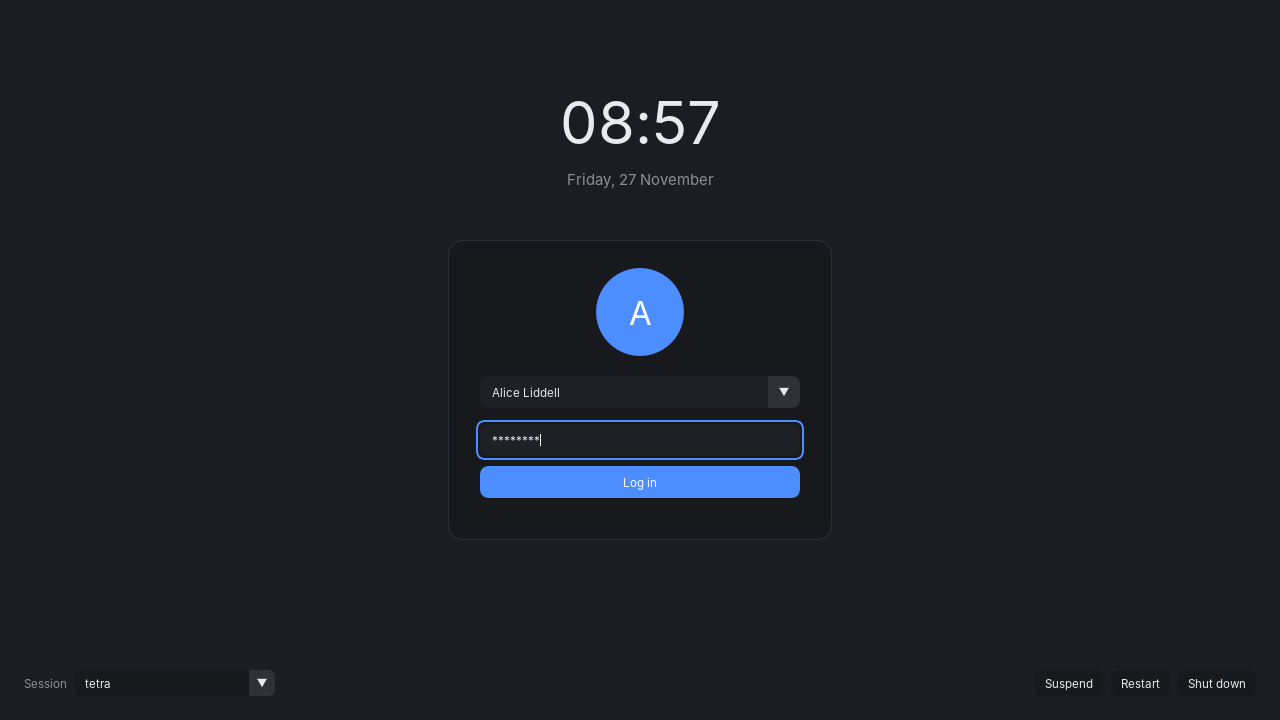 08:57
Friday, 27 November
A
Alice Liddell
********
Log in
Session tetra Suspend Restart Shut down